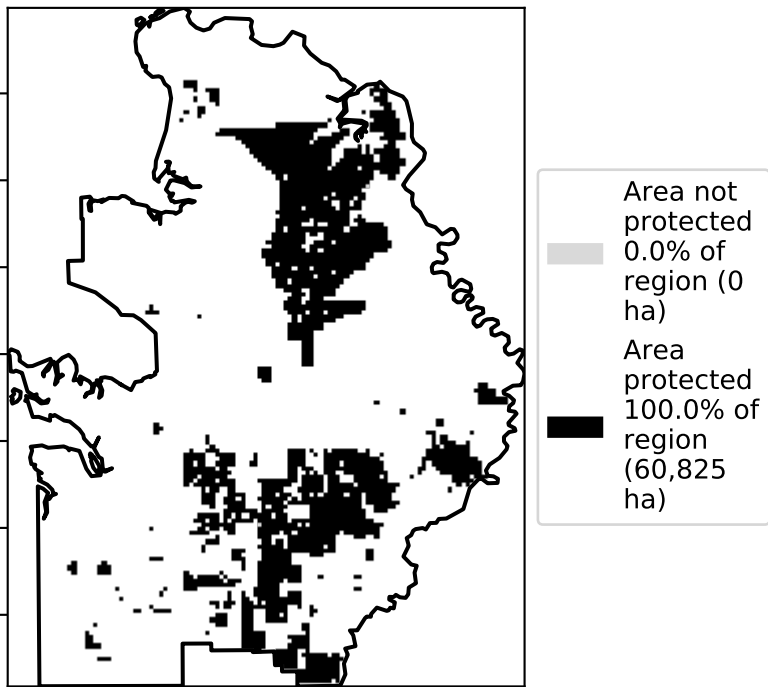 Area not
protected
0.0% of
region (0
ha)
Area
protected
100.0% of
region
(60,825
ha)